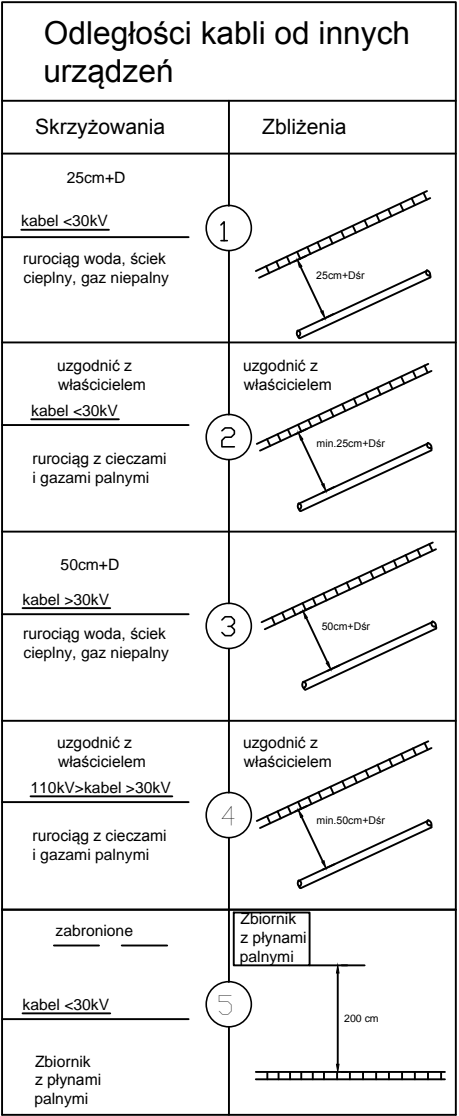 Odległości kabli od innych
urządzeń
Skrzyżowania
Zbliżenia
25cm+D
kabel <30kV
rurociąg woda, ściek
cieplny, gaz niepalny
1
25cm+Dśr
uzgodnić z
właścicielem
kabel <30kV
rurociąg z cieczami
i gazami palnymi
2
uzgodnić z
właścicielem
min.25cm+Dśr
50cm+D
kabel >30kV
rurociąg woda, ściek
cieplny, gaz niepalny
3
50cm+Dśr
uzgodnić z
właścicielem
110kV>kabel >30kV
rurociąg z cieczami
i gazami palnymi
4
uzgodnić z
właścicielem
min.50cm+Dśr
zabronione
kabel <30kV
Zbiornik
z płynami
palnymi
5
Zbiornik
z płynami
palnymi
200 cm